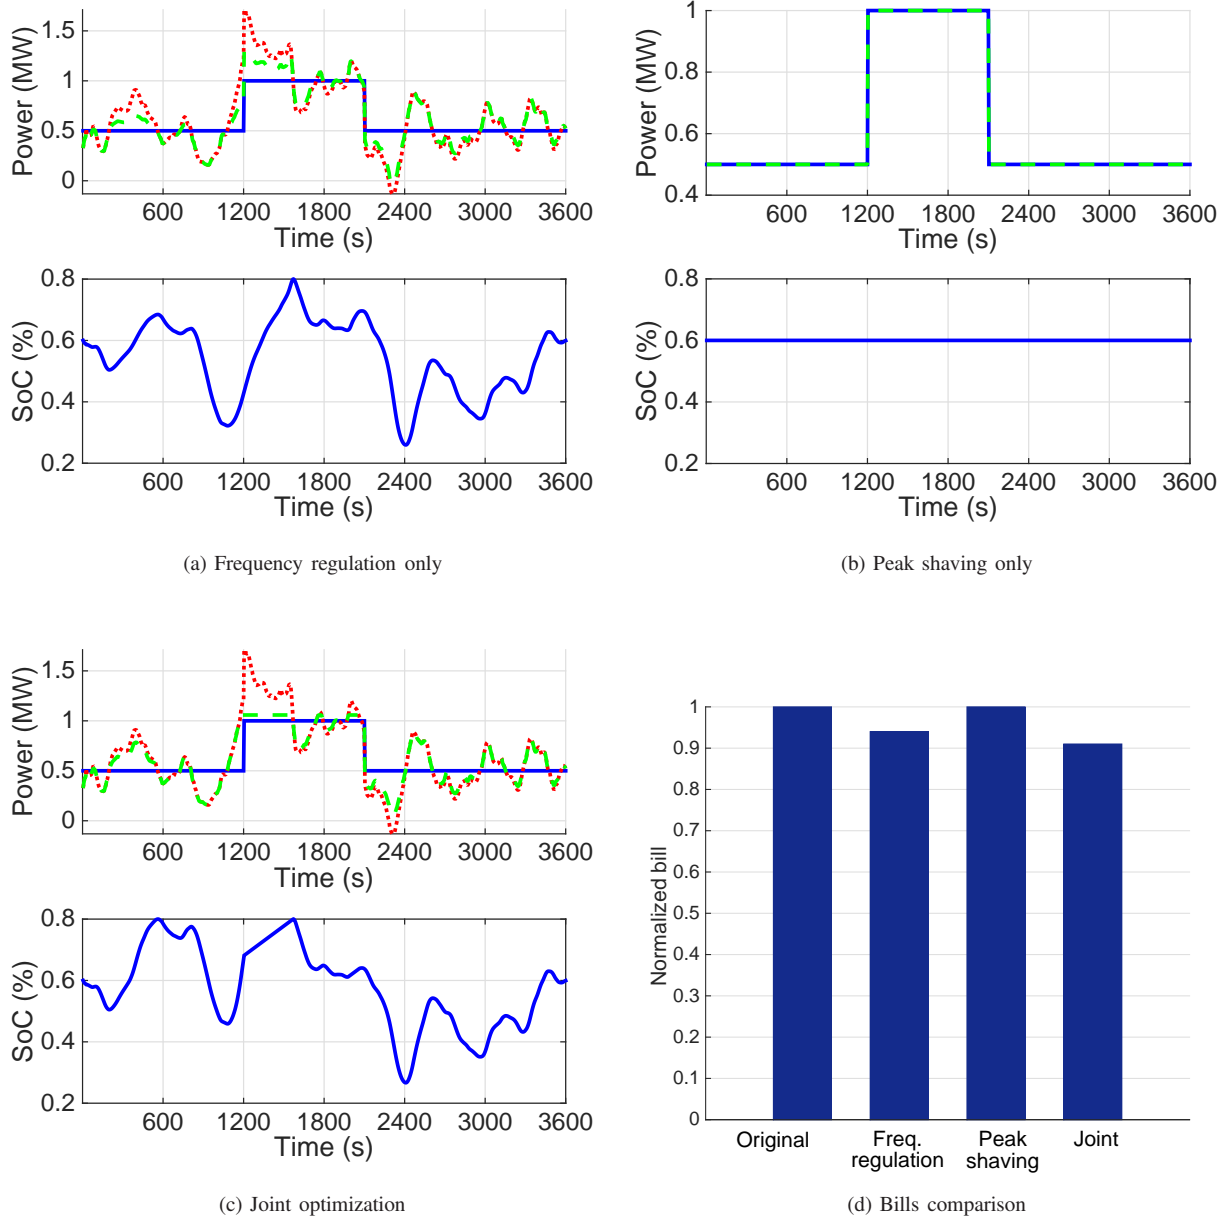 1.5
1
0.5
0
Power (MW)
600 1200 1800 2400 3000 3600
Time (s)
0.8
0.6
0.4
0.2
SoC (%)
600 1200 1800 2400 3000 3600
Time (s)
(a) Frequency regulation only
1
0.8
0.6
0.4
Power (MW)
600 1200 1800 2400 3000 3600
Time (s)
0.8
0.6
0.4
0.2
SoC (%)
600 1200 1800 2400 3000 3600
Time (s)
(b) Peak shaving only
1.5
1
0.5
0
Power (MW)
600 1200 1800 2400 3000 3600
Time (s)
0.8
0.6
0.4
0.2
SoC (%)
600 1200 1800 2400 3000 3600
Time (s)
(c) Joint optimization
1
0.9
0.8
0.7
0.6
0.5
0.4
0.3
0.2
0.1
0
Normalized bill
Original
Freq.
regulation
Peak
shaving
Joint
(d) Bills comparison